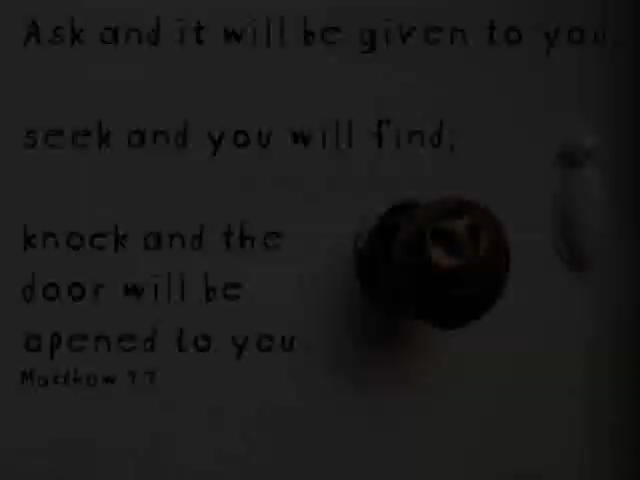 Ask and it will be given to you
seek and you will find;
knock and the
door will be
opened to you
Matthew 7:7